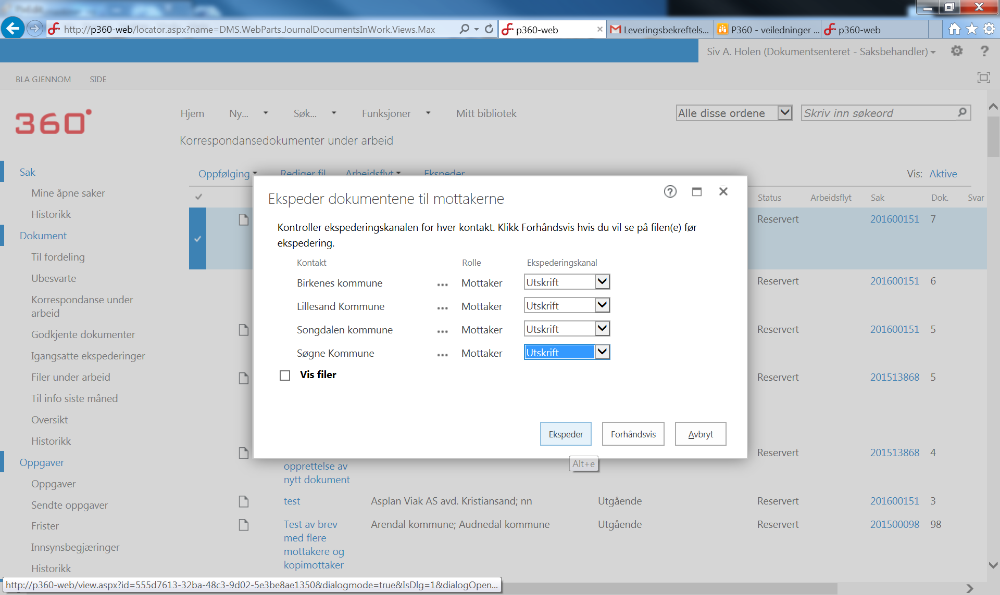 http://p360-web/locator.aspx?name=DMS.WebParts.JournalDocumentsInWork.Views.Max
p360-web
Leveringsbekreftels...
P360 - veiledninger ...
p360-web
Siv A. Holen (Dokumentsenteret - Saksbehandler)
BLA GJENNOM SIDE
360°
Hjem Ny... Søk... Funksjoner Mitt bibliotek
Alle disse ordene
Skriv inn søkeord
Korrespondansedokumenter under arbeid
Sak
Mine åpne saker
Historikk
Dokument
Til fordeling
Ubesvarte
Korrespondanse under
arbeid
Godkjente dokumenter
Igangsatte ekspederinger
Filer under arbeid
Til info siste måned
Oversikt
Historikk
Oppgaver
Oppgaver
Sendte oppgaver
Frister
Innsynsbegjæringer
Historikk
Oppfølging Rediger fil Arbeidsflyt Ekspeder
Vis: Aktive
Status Arbeidsflyt Sak Dok. Svar
Reservert 201600151 7
Reservert 201600151 6
Reservert 201600151 5
Reservert 201513868 5
Reservert 201513868 4
Ekspeder dokumentene til mottakerne
Kontroller ekspederingskanalen for hver kontakt. Klikk Forhåndsvis hvis du vil se på filen(e) før
ekspedering.
Kontakt Rolle Ekspederingskanal
Birkenes kommune ... Mottaker Utskrift
Lillesand Kommune ... Mottaker Utskrift
Songdalen kommune ... Mottaker Utskrift
Søgne Kommune ... Mottaker Utskrift
Vis filer
Ekspeder Forhåndsvis Avbryt
Alt+e
opprettelse av
nytt dokument
test Asplan Viak AS avd. Kristiansand; nn Utgående Reservert 201600151 3
Test av brev Arendal kommune; Audnedal kommune Utgående Reservert 201500098 98
med flere
mottakere og
kopimottaker
http://p360-web/view.aspx?id=555d7613-32ba-48c3-9d02-5e3be8ae1350&dialogmode=true&IsDlg=1&dialogOpen...